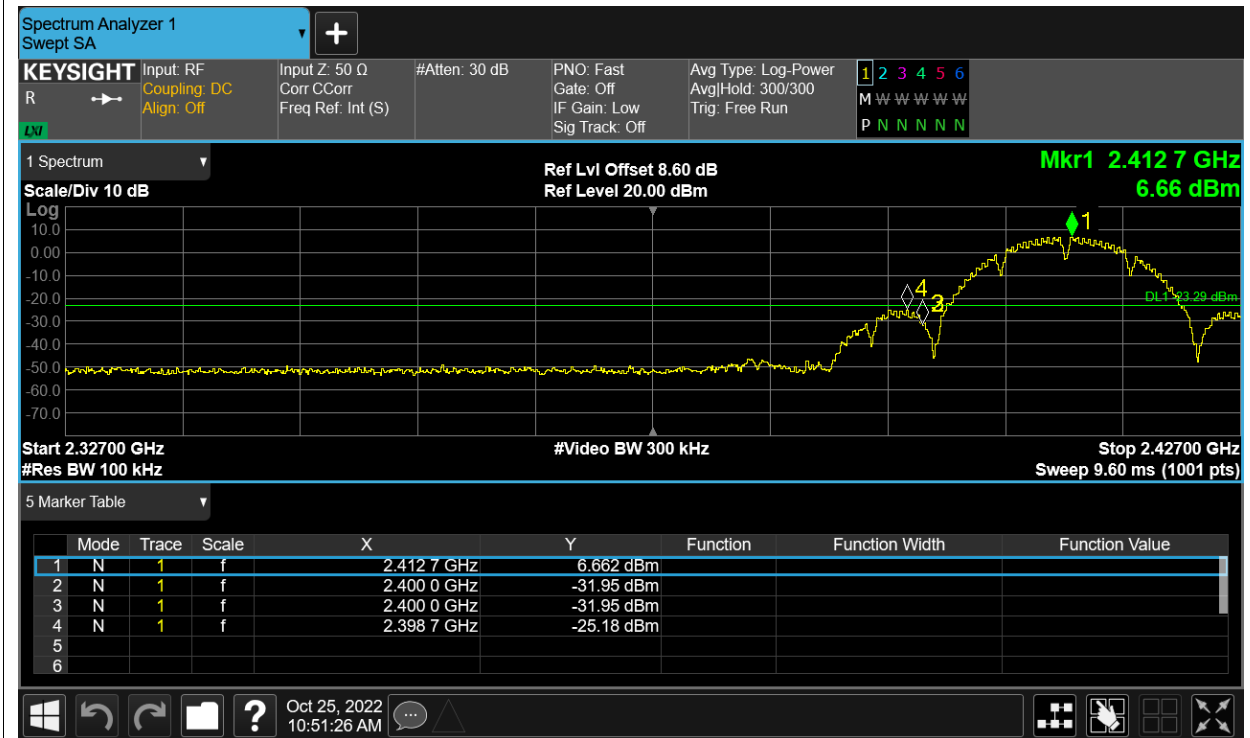 Spectrum Analyzer 1
Swept SA
KEYSIGHT
R
LXI
Input: RF
Coupling: DC
Align: Off
Input Z: 50 Ω
Corr CCorr
Freq Ref: Int (S)
#Atten: 30 dB
PNO: Fast
Gate: Off
IF Gain: Low
Sig Track: Off
Avg Type: Log-Power
Avg|Hold: 300/300
Trig: Free Run
1 2 3 4 5 6
M W W W W W
P N N N N N
1 Spectrum
Scale/Div 10 dB
Ref Lvl Offset 8.60 dB
Ref Level 20.00 dBm
Mkr1 2.412 7 GHz
6.66 dBm
Log
10.0
0.00
-10.0
-20.0
-30.0
-40.0
-50.0
-60.0
-70.0
1
4
3
DL1 -23.29 dBm
Start 2.32700 GHz
#Video BW 300 kHz
Stop 2.42700 GHz
#Res BW 100 kHz
Sweep 9.60 ms (1001 pts)
5 Marker Table
Mode Trace Scale X Y Function Function Width Function Value
1 N 1 f 2.412 7 GHz 6.662 dBm
2 N 1 f 2.400 0 GHz -31.95 dBm
3 N 1 f 2.400 0 GHz -31.95 dBm
4 N 1 f 2.398 7 GHz -25.18 dBm
5
6
?
Oct 25, 2022
10:51:26 AM